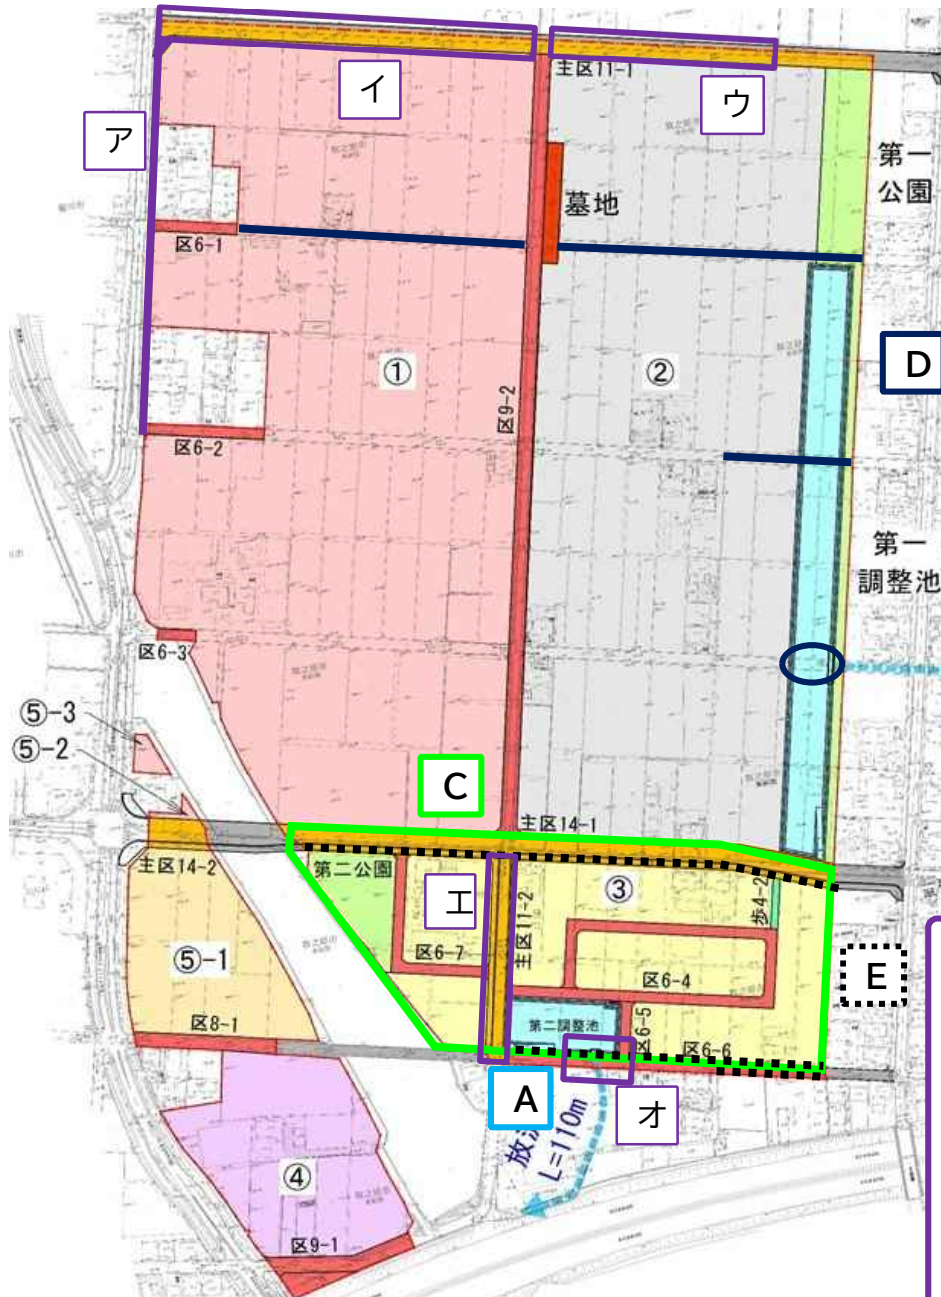 主区11-1
イ
ウ
ア
第一
公園
墓地
区6-1
D
①
②
区9-2
区6-2
第一
調整池
区6-3
⑤-3
⑤-2
C
主区14-1
主区14-2
第二公園
③
エ
歩4-2
主区11-2
⑤-1
区6-7
区6-4
E
第二調整池
区6-5
区8-1
区6-6
A
オ
放流
L=110m
④
区9-1